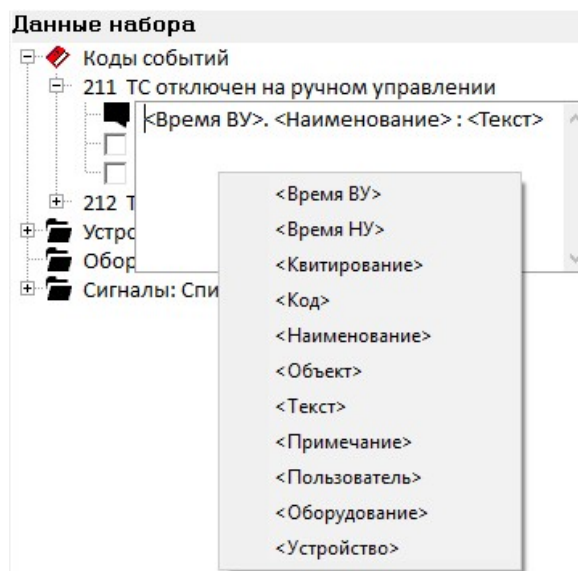 Данные набора
Коды событий
211 ТС отключен на ручном управлении
<Время ВУ>. <Наименование> : <Текст>
212 Т
Устро
Обор
Сигналы: Спи
<Время ВУ>
<Время НУ>
<Квитирование>
<Код>
<Наименование>
<Объект>
<Текст>
<Примечание>
<Пользователь>
<Оборудование>
<Устройство>